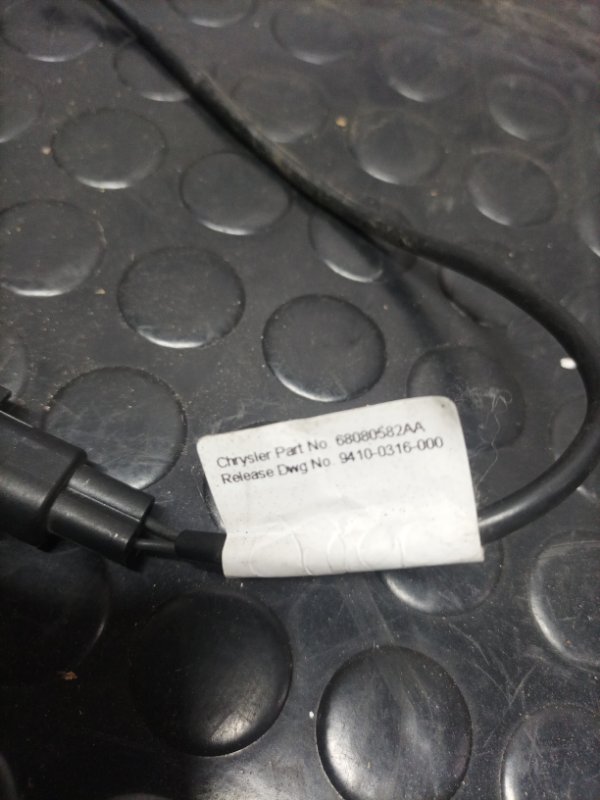 Chrysler Part No. 68080582AA
Release Dwg No. 9410-0316-000